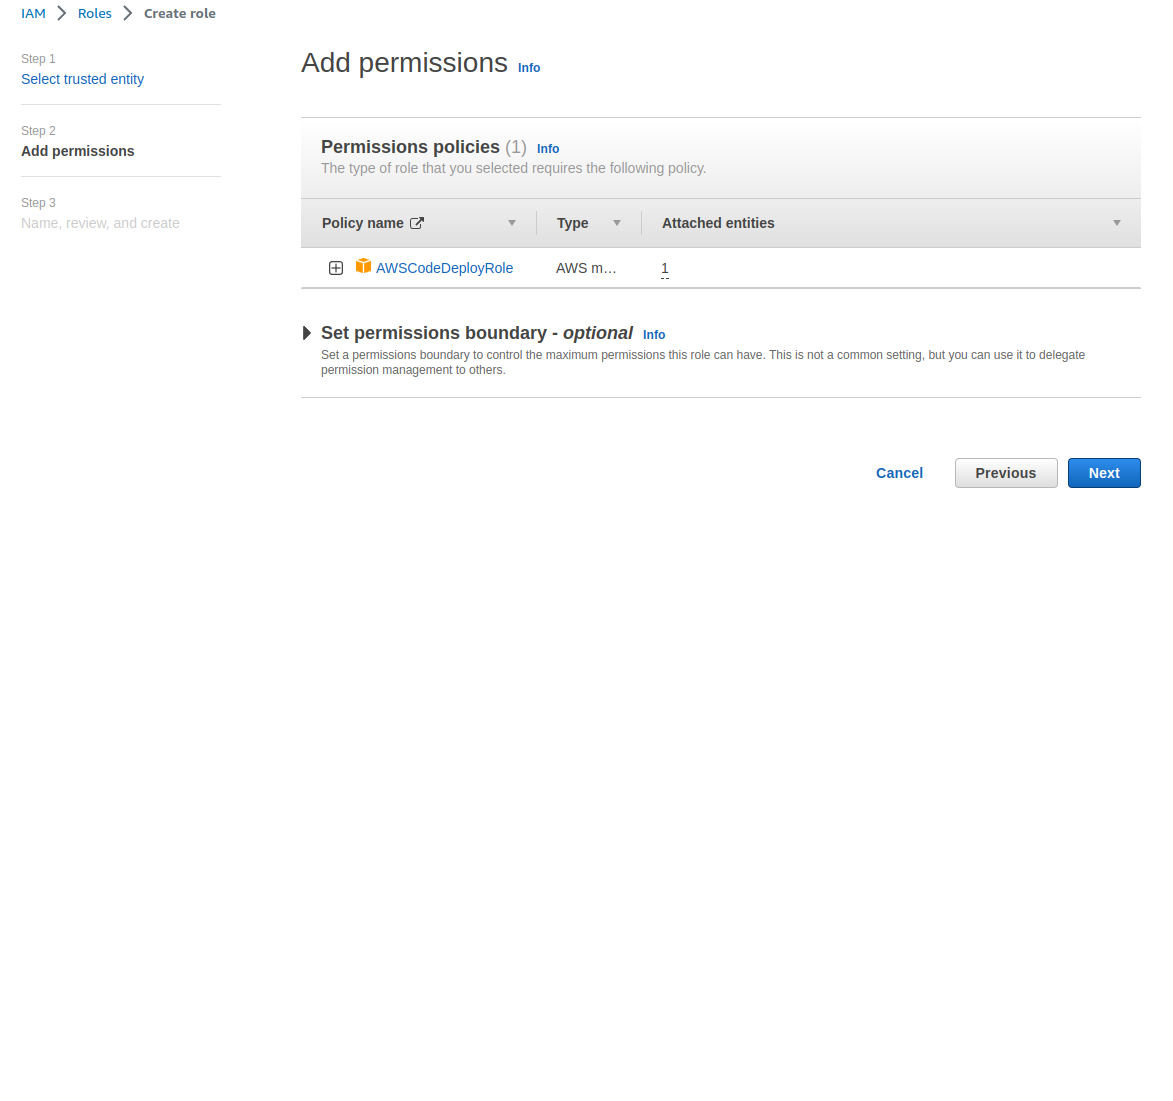 IAM > Roles > Create role
Step 1
Select trusted entity
Step 2
Add permissions
Step 3
Name, review, and create
Add permissions Info
Permissions policies (1) Info
The type of role that you selected requires the following policy.
Policy name Type Attached entities
AWSCodeDeployRole AWS m... 1
Set permissions boundary - optional Info
Set a permissions boundary to control the maximum permissions this role can have. This is not a common setting, but you can use it to delegate
permission management to others.
Cancel Previous Next